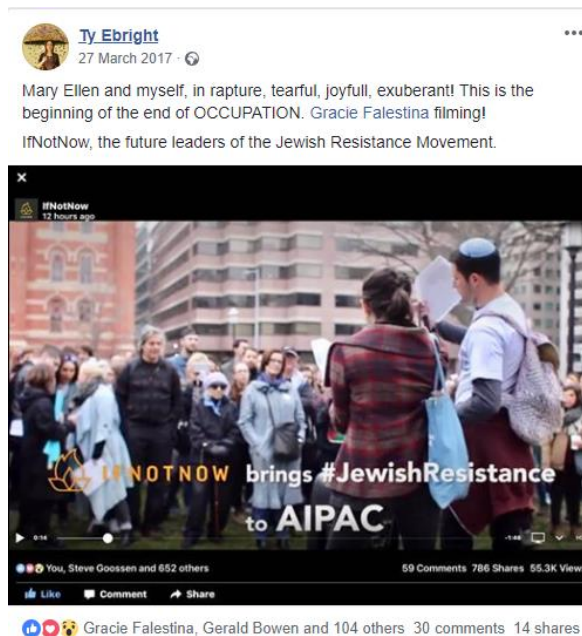 Ty Ebright
27 March 2017 ·
Mary Ellen and myself, in rapture, tearful, joyfull, exuberant! This is the
beginning of the end of OCCUPATION. Gracie Falestina filming!
IfNotNow, the future leaders of the Jewish Resistance Movement.
IfNotNow
12 hours ago
IFNOTNOW brings #JewishResistance
to AIPAC
0:14
-1:46
You, Steve Goossen and 652 others 59 Comments 786 Shares 55.3K View
Like Comment Share
Gracie Falestina, Gerald Bowen and 104 others 30 comments 14 shares